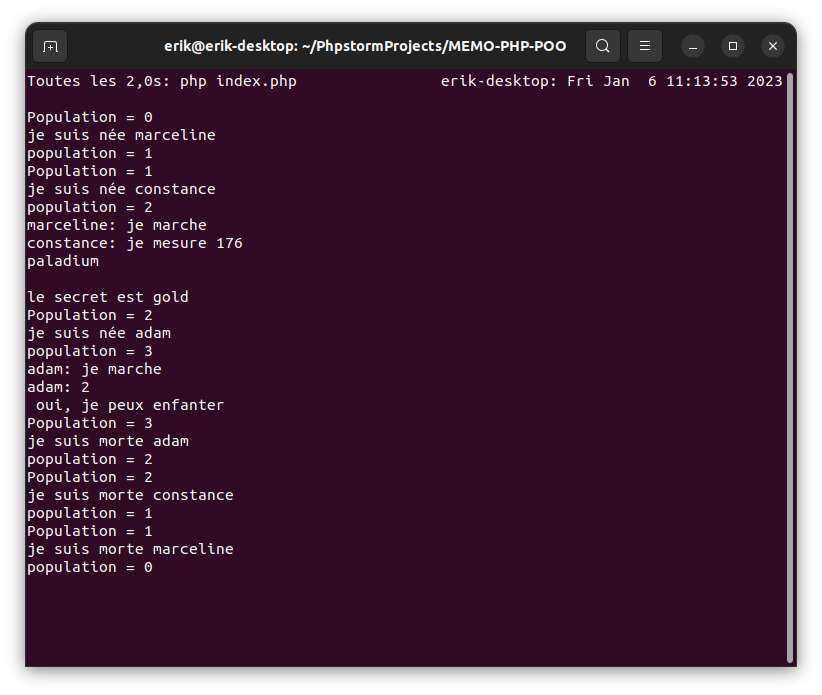 erik@erik-desktop: ~/PhpstormProjects/MEMO-PHP-POO
Toutes les 2,0s: php index.php erik-desktop: Fri Jan  6 11:13:53 2023
Population = 0
je suis née marceline
population = 1
Population = 1
je suis née constance
population = 2
marceline: je marche
constance: je mesure 176
paladium
le secret est gold
Population = 2
je suis née adam
population = 3
adam: je marche
adam: 2
 oui, je peux enfanter
Population = 3
je suis morte adam
population = 2
Population = 2
je suis morte constance
population = 1
Population = 1
je suis morte marceline
population = 0